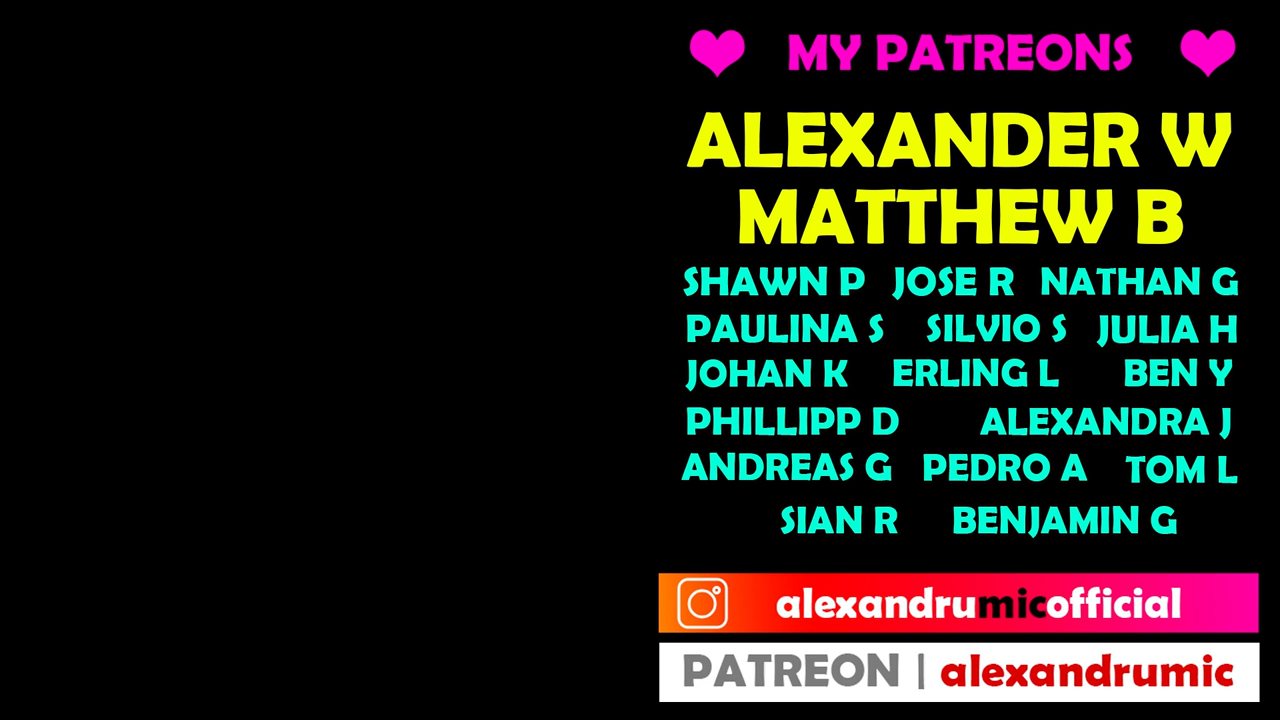 MY PATREONS
ALEXANDER W
MATTHEW B
SHAWN P JOSE R NATHAN G
PAULINA S SILVIO S JULIA H
JOHAN K ERLING L BEN Y
PHILLIPP D ALEXANDRA J
ANDREAS G PEDRO A TOM L
SIAN R BENJAMIN G
alexandrumicofficial
PATREON | alexandrumic